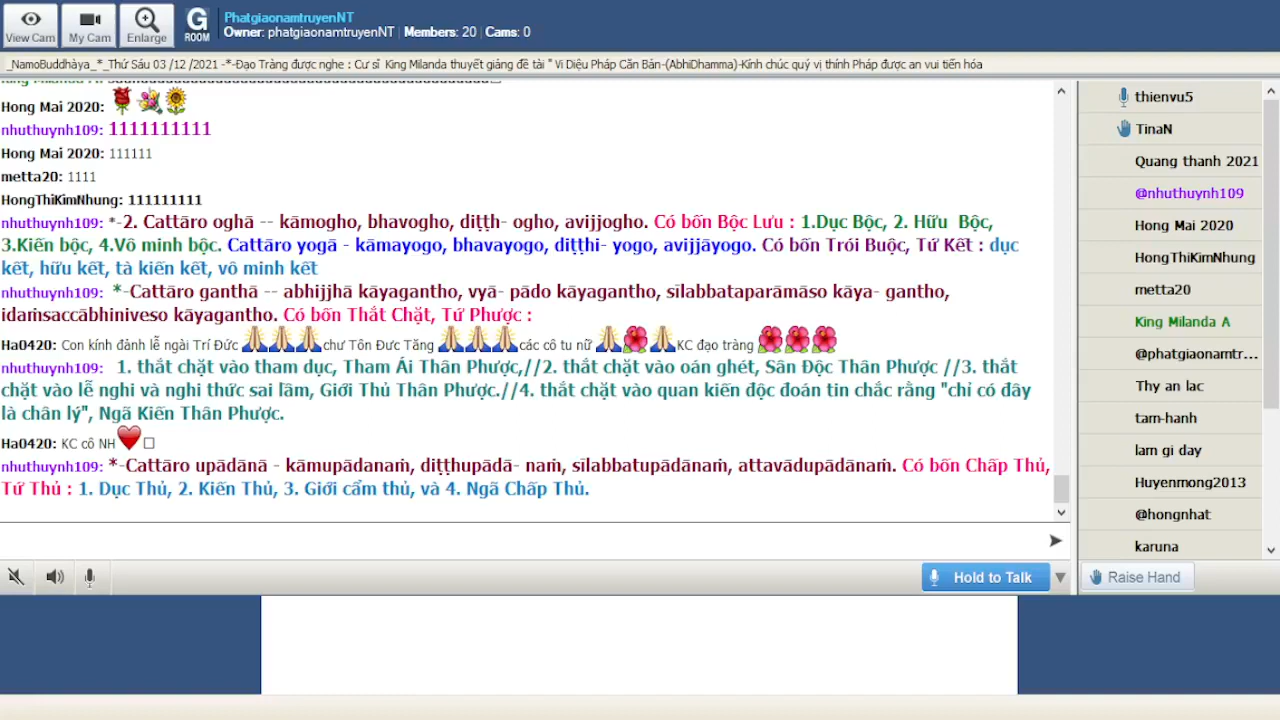 View Cam
My Cam
Enlarge
G
ROOM
PhatgiaonamtruyenNT
Owner: phatgiaonamtruyenNT | Members: 20 | Cams: 0
_NamoBuddhàya_*_Thứ Sáu 03 /12 /2021 -*-Đạo Tràng được nghe : Cư sĩ King Milanda thuyết giảng đề tài " Vi Diệu Pháp Căn Bản-(AbhiDhamma)-Kính chúc quý vị thính Pháp được an vui tiến hóa
Hong Mai 2020:
nhuthuynh109: 1111111111
Hong Mai 2020: 111111
metta20: 1111
HongThiKimNhung: 111111111
nhuthuynh109: *-2. Cattāro oghā -- kāmogho, bhavogho, diṭṭh- ogho, avijjogho. Có bốn Bộc Lưu : 1.Dục Bộc, 2. Hữu Bộc,
3.Kiến bộc, 4.Vô minh bộc. Cattāro yogā - kāmayogo, bhavayogo, diṭṭhi- yogo, avijjāyogo. Có bốn Trói Buộc, Tứ Kết : dục
kết, hữu kết, tà kiến kết, vô minh kết
nhuthuynh109: *-Cattāro ganthā -- abhijjhā kāyagantho, vyā- pādo kāyagantho, sīlabbataparāmāso kāya- gantho,
idaṁsaccābhiniveso kāyagantho. Có bốn Thắt Chặt, Tứ Phược :
Ha0420: Con kính đảnh lễ ngài Trí Đức chư Tôn Đưc Tăng các cô tu nữ KC đạo tràng
nhuthuynh109: 1. thắt chặt vào tham dục, Tham Ái Thân Phược,//2. thắt chặt vào oán ghét, Sân Độc Thân Phược //3. thắt
chặt vào lễ nghi và nghi thức sai lầm, Giới Thủ Thân Phược.//4. thắt chặt vào quan kiến độc đoán tin chắc rằng "chỉ có đây
là chân lý", Ngã Kiến Thân Phược.
Ha0420: KC cô NH
nhuthuynh109: *-Cattāro upādānā - kāmupādanaṁ, diṭṭhupādā- naṁ, sīlabbatupādānaṁ, attavādupādānaṁ. Có bốn Chấp Thủ,
Tứ Thủ : 1. Dục Thủ, 2. Kiến Thủ, 3. Giới cẩm thủ, và 4. Ngã Chấp Thủ.
Hold to Talk
thienvu5
TinaN
Quang thanh 2021
@nhuthuynh109
Hong Mai 2020
HongThiKimNhung
metta20
King Milanda A
@phatgiaonamtr...
Thy an lac
tam-hanh
lam gi day
Huyenmong2013
@hongnhat
karuna
Raise Hand